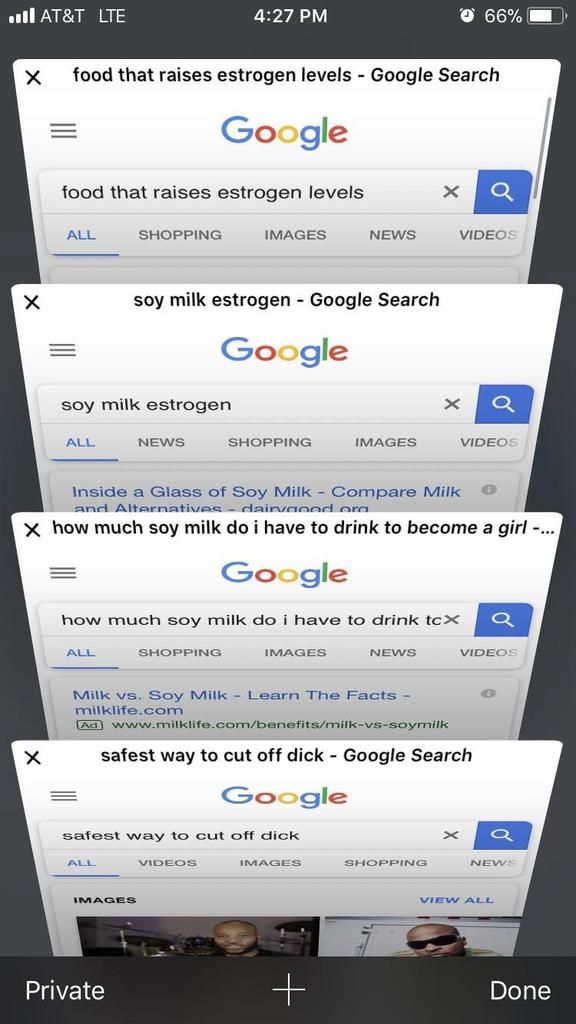 AT&T LTE 4:27 PM 66%
food that raises estrogen levels - Google Search
Google
food that raises estrogen levels
ALL SHOPPING IMAGES NEWS VIDEOS
soy milk estrogen - Google Search
Google
soy milk estrogen
ALL NEWS SHOPPING IMAGES VIDEOS
Inside a Glass of Soy Milk - Compare Milk
and Alternatives - dairygood.org
how much soy milk do i have to drink to become a girl -...
Google
how much soy milk do i have to drink to
ALL SHOPPING IMAGES NEWS VIDEOS
Milk vs. Soy Milk - Learn The Facts -
milklife.com
Ad www.milklife.com/benefits/milk-vs-soymilk
safest way to cut off dick - Google Search
Google
safest way to cut off dick
ALL VIDEOS IMAGES SHOPPING NEWS
IMAGES VIEW ALL
Private Done